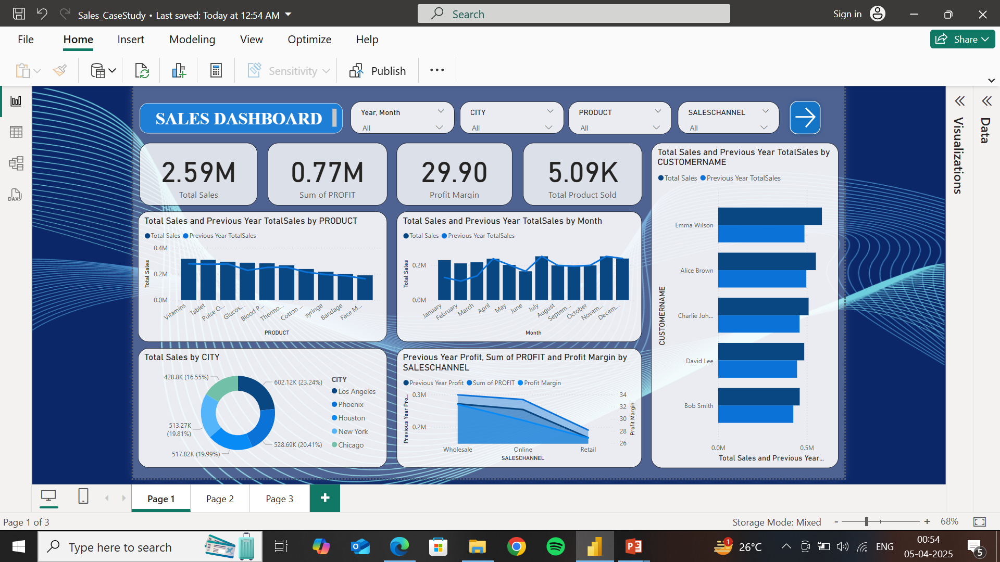 Sales_CaseStudy • Last saved: Today at 12:54 AM
Search
Sign in
File
Home
Insert
Modeling
View
Optimize
Help
Share
Sensitivity
Publish
DAX
SALES DASHBOARD
Year, Month
All
CITY
All
PRODUCT
All
SALESCHANNEL
All
2.59M
Total Sales
0.77M
Sum of PROFIT
29.90
Profit Margin
5.09K
Total Product Sold
Total Sales and Previous Year TotalSales by PRODUCT
Total Sales
Previous Year TotalSales
Total Sales
0.4M
0.2M
0.0M
Vitamins
Tablet
Pulse O...
Glucos...
Blood P...
Thermo...
Cotton ...
syringe
Bandage
Face M...
PRODUCT
Total Sales and Previous Year TotalSales by Month
Total Sales
Previous Year TotalSales
Total Sales
0.2M
0.0M
January
February
March
April
May
June
July
August
Septem...
October
Novem...
Decem...
Month
Total Sales and Previous Year TotalSales by
CUSTOMERNAME
Total Sales
Previous Year TotalSales
CUSTOMERNAME
Emma Wilson
Alice Brown
Charlie Joh...
David Lee
Bob Smith
0.0M
0.5M
Total Sales and Previous Year...
Total Sales by CITY
428.8K (16.55%)
602.12K (23.24%)
513.27K
(19.81%)
528.69K (20.41%)
517.82K (19.99%)
CITY
Los Angeles
Phoenix
Houston
New York
Chicago
Previous Year Profit, Sum of PROFIT and Profit Margin by
SALESCHANNEL
Previous Year Profit
Sum of PROFIT
Profit Margin
Previous Year Pro...
0.3M
0.2M
34
32
30
28
26
Profit Margin
Wholesale
Online
Retail
SALESCHANNEL
Visualizations
Data
Page 1
Page 2
Page 3
Page 1 of 3
Storage Mode: Mixed
68%
Type here to search
1
26°C
ENG
00:54
05-04-2025
5